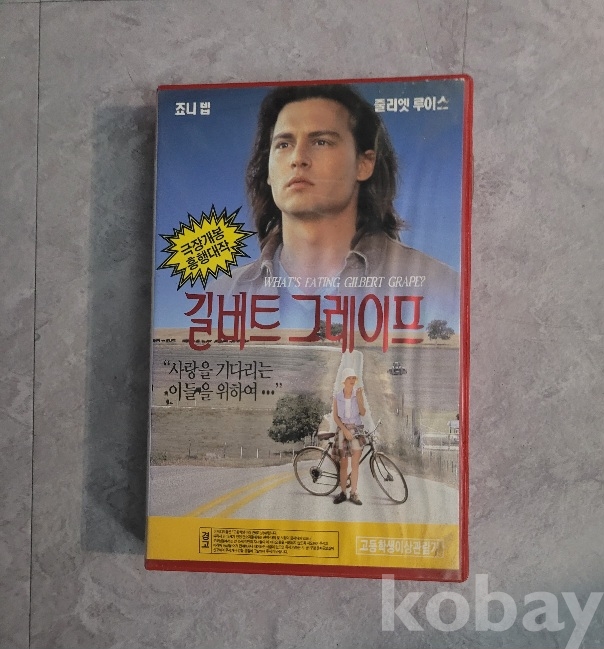 죠니 뎁
줄리엣 루이스
극장개봉
흥행대작
WHAT'S EATING GILBERT GRAPE?
길버트 그레이프
“사랑을 기다리는
이들을 위하여...”
경고
고등학생이상관람가
kobay